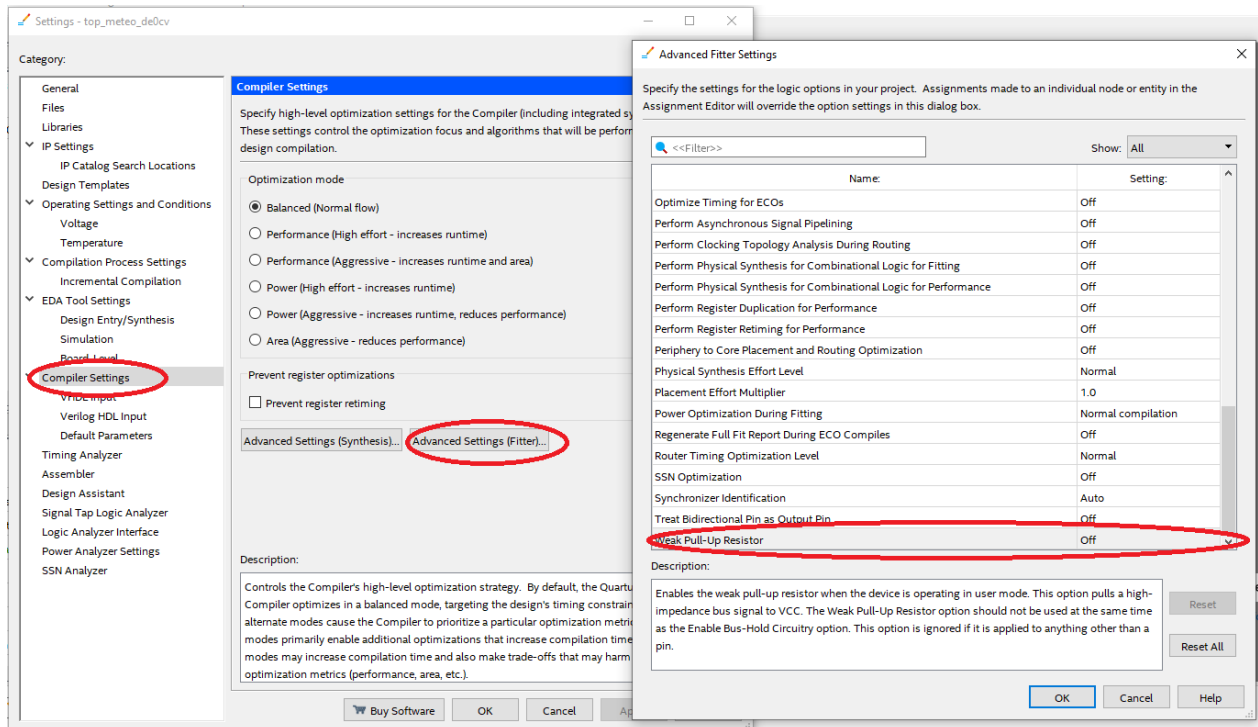 Settings - top_meteo_de0cv
Category:
General
Files
Libraries
IP Settings
IP Catalog Search Locations
Design Templates
Operating Settings and Conditions
Voltage
Temperature
Compilation Process Settings
Incremental Compilation
EDA Tool Settings
Design Entry/Synthesis
Simulation
Board-Level
Compiler Settings
VHDL Input
Verilog HDL Input
Default Parameters
Timing Analyzer
Assembler
Design Assistant
Signal Tap Logic Analyzer
Logic Analyzer Interface
Power Analyzer Settings
SSN Analyzer
Compiler Settings
Specify high-level optimization settings for the Compiler (including integrated sy
These settings control the optimization focus and algorithms that will be perfor
design compilation.
Optimization mode
Balanced (Normal flow)
Performance (High effort - increases runtime)
Performance (Aggressive - increases runtime and area)
Power (High effort - increases runtime)
Power (Aggressive - increases runtime, reduces performance)
Area (Aggressive - reduces performance)
Prevent register optimizations
Prevent register retiming
Advanced Settings (Synthesis)... Advanced Settings (Fitter)...
Description:
Controls the Compiler's high-level optimization strategy. By default, the Quartu
Compiler optimizes in a balanced mode, targeting the design's timing constrain
alternate modes cause the Compiler to prioritize a particular optimization metri
modes primarily enable additional optimizations that increase compilation time
modes may increase compilation time and also make trade-offs that may harm
optimization metrics (performance, area, etc.).
Buy Software OK Cancel Ap
Advanced Fitter Settings
Specify the settings for the logic options in your project. Assignments made to an individual node or entity in the
Assignment Editor will override the option settings in this dialog box.
<<Filter>> Show: All
Name: Setting:
Optimize Timing for ECOs Off
Perform Asynchronous Signal Pipelining Off
Perform Clocking Topology Analysis During Routing Off
Perform Physical Synthesis for Combinational Logic for Fitting Off
Perform Physical Synthesis for Combinational Logic for Performance Off
Perform Register Duplication for Performance Off
Perform Register Retiming for Performance Off
Periphery to Core Placement and Routing Optimization Off
Physical Synthesis Effort Level Normal
Placement Effort Multiplier 1.0
Power Optimization During Fitting Normal compilation
Regenerate Full Fit Report During ECO Compiles Off
Router Timing Optimization Level Normal
SSN Optimization Off
Synchronizer Identification Auto
Treat Bidirectional Pin as Output Pin Off
Weak Pull-Up Resistor Off
Description:
Enables the weak pull-up resistor when the device is operating in user mode. This option pulls a high-
impedance bus signal to VCC. The Weak Pull-Up Resistor option should not be used at the same time
as the Enable Bus-Hold Circuitry option. This option is ignored if it is applied to anything other than a
pin.
Reset
Reset All
OK Cancel Help